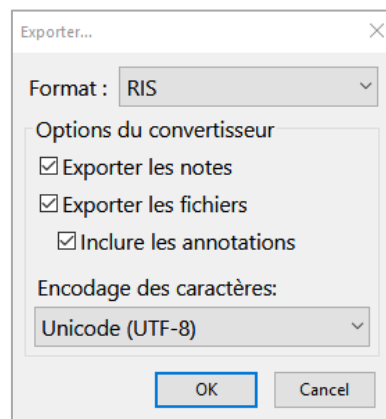 Exporter...
Format : RIS
Options du convertisseur
Exporter les notes
Exporter les fichiers
Inclure les annotations
Encodage des caractères:
Unicode (UTF-8)
OK Cancel